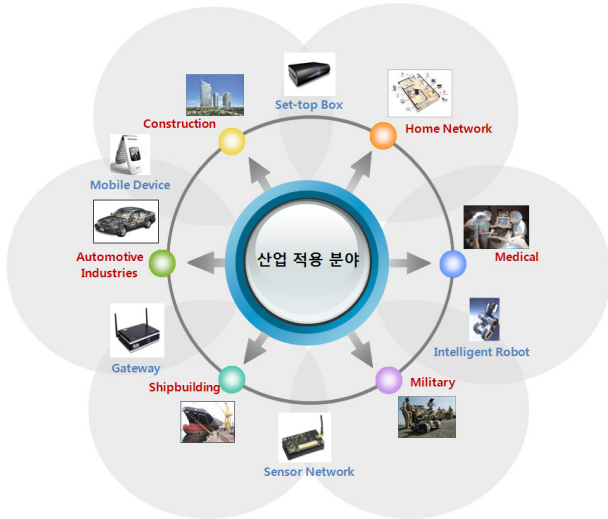 Set-top Box
Construction
Home Network
Mobile Device
산업 적용 분야
Automotive
Industries
Medical
Intelligent Robot
Gateway
Shipbuilding
Military
Sensor Network